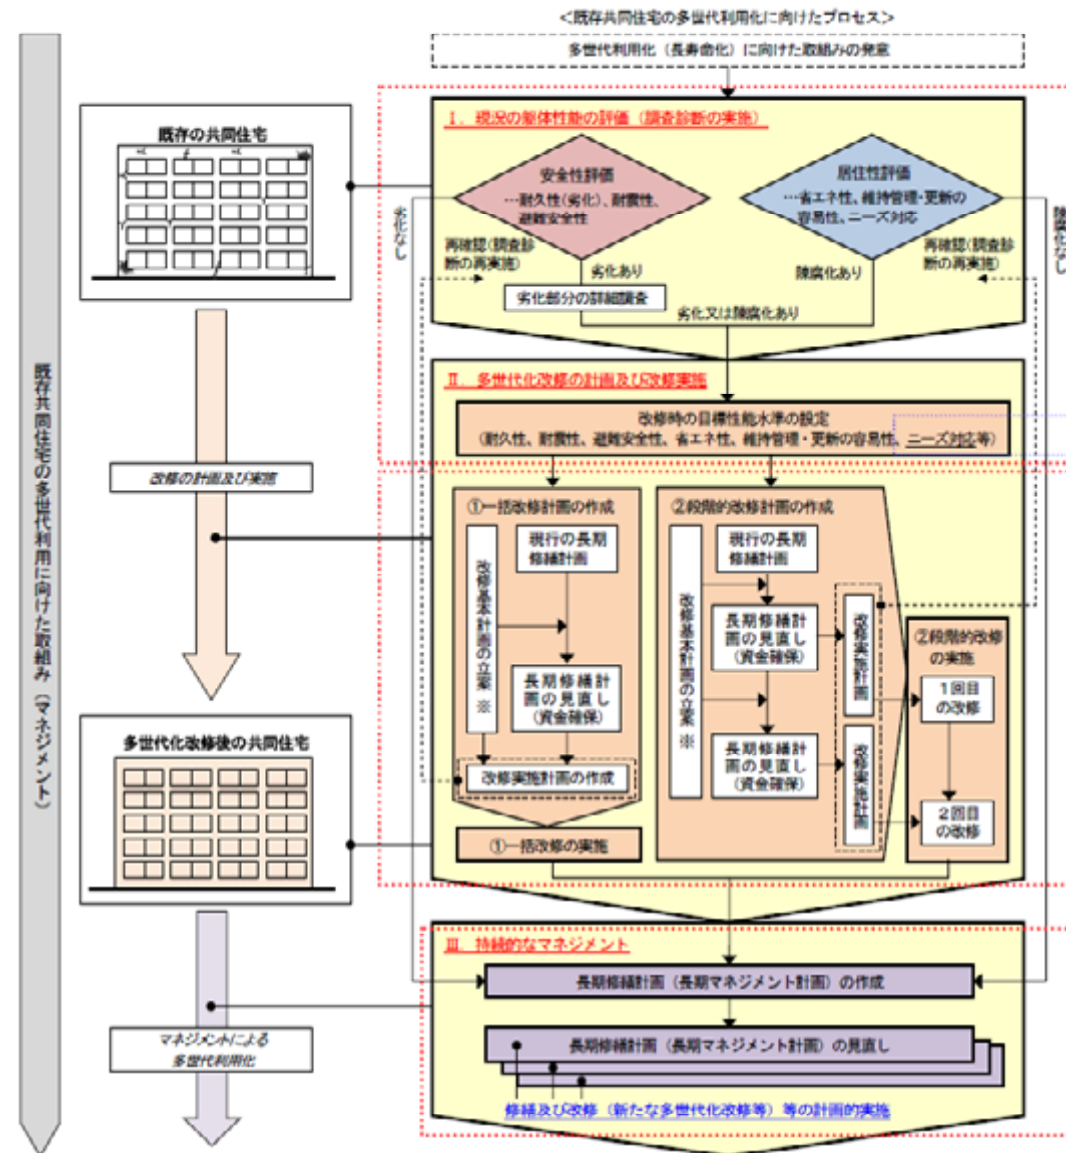 <既存共同住宅の多世代利用化に向けたプロセス>
多世代利用化（長寿命化）に向けた取組みの発意
既存共同住宅の多世代利用に向けた取組み（マネジメント）
既存の共同住宅
改修の計画及び実施
多世代化改修後の共同住宅
マネジメントによる
多世代利用化
Ⅰ．現況の躯体性能の評価（調査診断の実施）
安全性評価
…耐久性(劣化)、耐震性、
避難安全性
居住性評価
…省エネ性、維持管理・更新の
容易性、ニーズ対応
劣化なし
陳腐化なし
再確認(調査診
断の再実施)
再確認(調査診
断の再実施)
劣化あり
陳腐化あり
劣化部分の詳細調査
劣化又は陳腐化あり
Ⅱ．多世代化改修の計画及び改修実施
改修時の目標性能水準の設定
（耐久性、耐震性、避難安全性、省エネ性、維持管理・更新の容易性、ニーズ対応等）
①一括改修計画の作成
改修基本計画の立案 ※
現行の長期
修繕計画
長期修繕計
画の見直し
（資金確保）
改修実施計画の作成
①一括改修の実施
②段階的改修計画の作成
改修基本計画の立案 ※
現行の長期
修繕計画
長期修繕計
画の見直し
（資金確保）
長期修繕計
画の見直し
（資金確保）
改修実施計画
改修実施計画
②段階的改修
の実施
1回目
の改修
2回目
の改修
Ⅲ．持続的なマネジメント
長期修繕計画（長期マネジメント計画）の作成
長期修繕計画（長期マネジメント計画）の見直し
修繕及び改修（新たな多世代化改修等）等の計画的実施